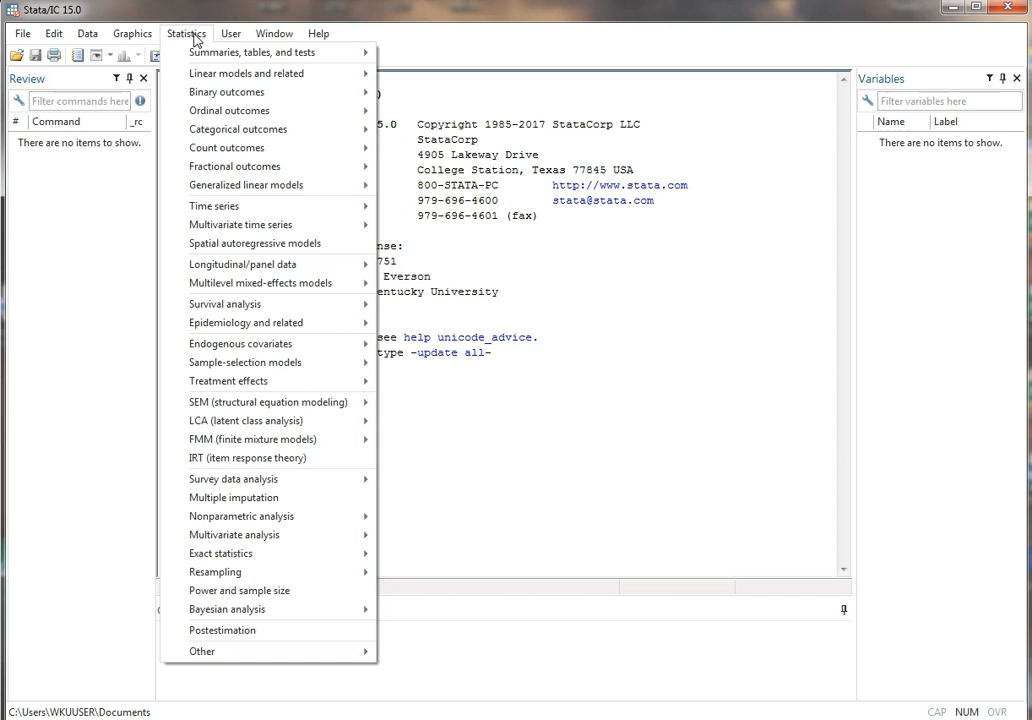 Stata/IC 15.0
File Edit Data Graphics Statistics User Window Help
Review
Filter commands here
# Command _rc
There are no items to show.
Summaries, tables, and tests
Linear models and related
Binary outcomes
Ordinal outcomes
Categorical outcomes
Count outcomes
Fractional outcomes
Generalized linear models
Time series
Multivariate time series
Spatial autoregressive models
Longitudinal/panel data
Multilevel mixed-effects models
Survival analysis
Epidemiology and related
Endogenous covariates
Sample-selection models
Treatment effects
SEM (structural equation modeling)
LCA (latent class analysis)
FMM (finite mixture models)
IRT (item response theory)
Survey data analysis
Multiple imputation
Nonparametric analysis
Multivariate analysis
Exact statistics
Resampling
Power and sample size
Bayesian analysis
Postestimation
Other
)
5.0 Copyright 1985-2017 StataCorp LLC
StataCorp
4905 Lakeway Drive
College Station, Texas 77845 USA
800-STATA-PC http://www.stata.com
979-696-4600 stata@stata.com
979-696-4601 (fax)
nse:
751
Everson
entucky University
see help unicode_advice.
type -update all-
Variables
Filter variables here
Name Label
There are no items to show.
C:\Users\WKUUSER\Documents
CAP NUM OVR